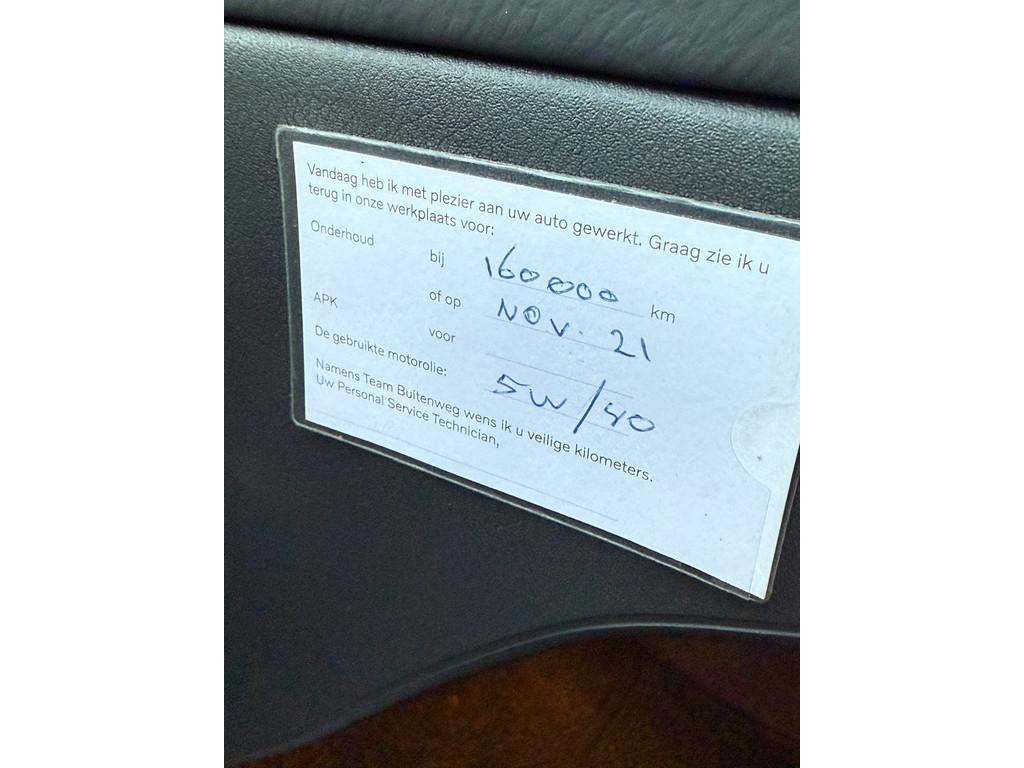 Vandaag heb ik met plezier aan uw auto gewerkt. Graag zie ik u
terug in onze werkplaats voor:
Onderhoud bij 160000 km
of op NOV. 21
APK voor
De gebruikte motorolie: 5W/40
Namens Team Buitenweg wens ik u veilige kilometers.
Uw Personal Service Technician,